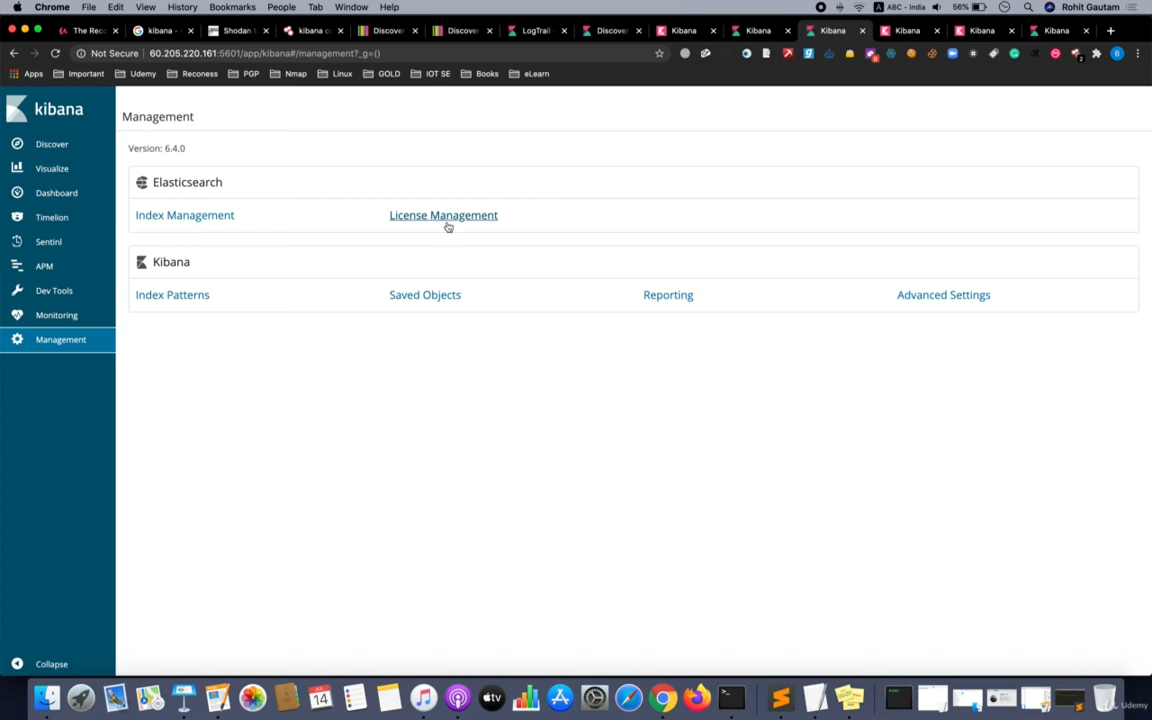 Chrome File Edit View History Bookmarks People Tab Window Help ABC - India 56% Rohit Gautam
The Rec kibana - Shodan kibana c Discover Discover LogTrail Discover Kibana Kibana Kibana Kibana Kibana Kibana
Not Secure 60.205.220.161:5601/app/kibana#/management?_g=()
Apps Important Udemy Reconess PGP Nmap Linux GOLD IOT SE Books eLearn
kibana
Discover
Visualize
Dashboard
Timelion
Sentinl
APM
Dev Tools
Monitoring
Management
Collapse
Management
Version: 6.4.0
Elasticsearch
Index Management License Management
Kibana
Index Patterns Saved Objects Reporting Advanced Settings
14
tv
Udemy